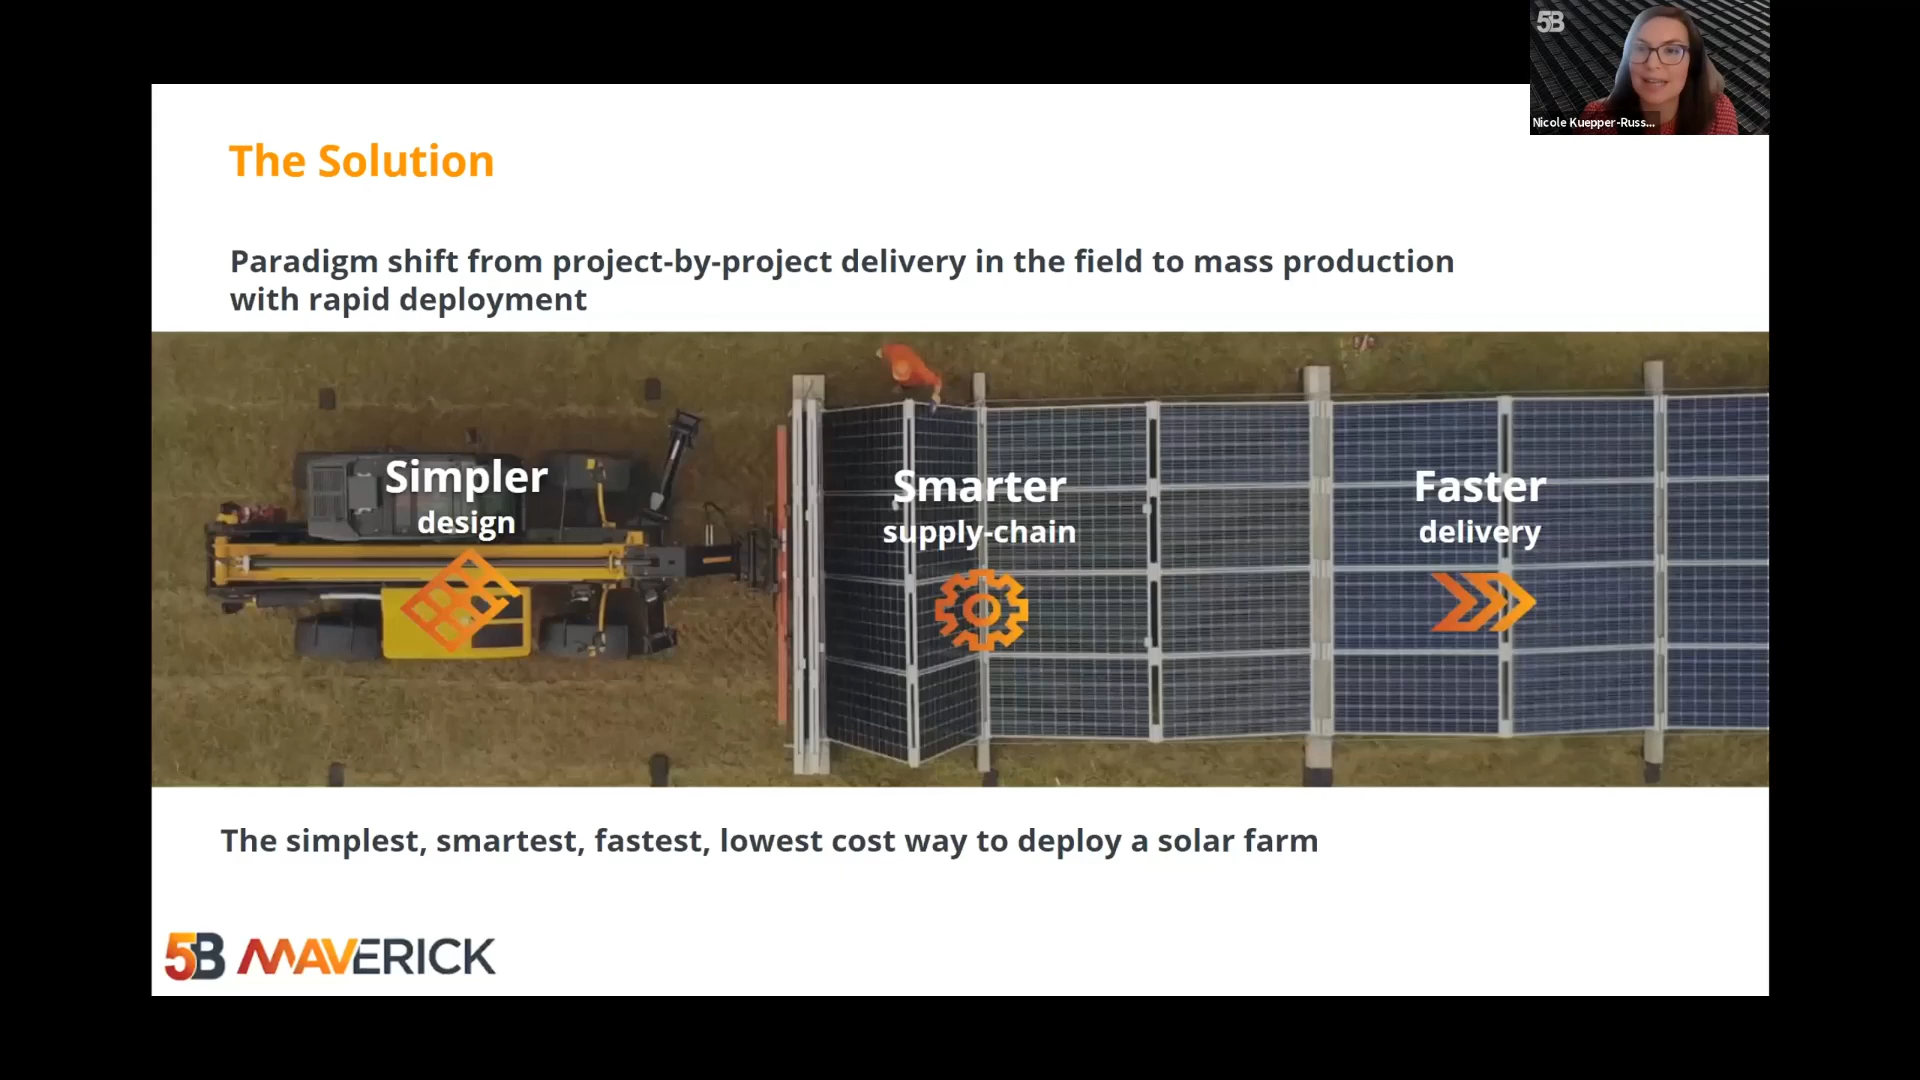 5B
Nicole Kuepper-Russ...
The Solution
Paradigm shift from project-by-project delivery in the field to mass production
with rapid deployment
Simpler
design
Smarter
supply-chain
Faster
delivery
The simplest, smartest, fastest, lowest cost way to deploy a solar farm
5B MAVERICK